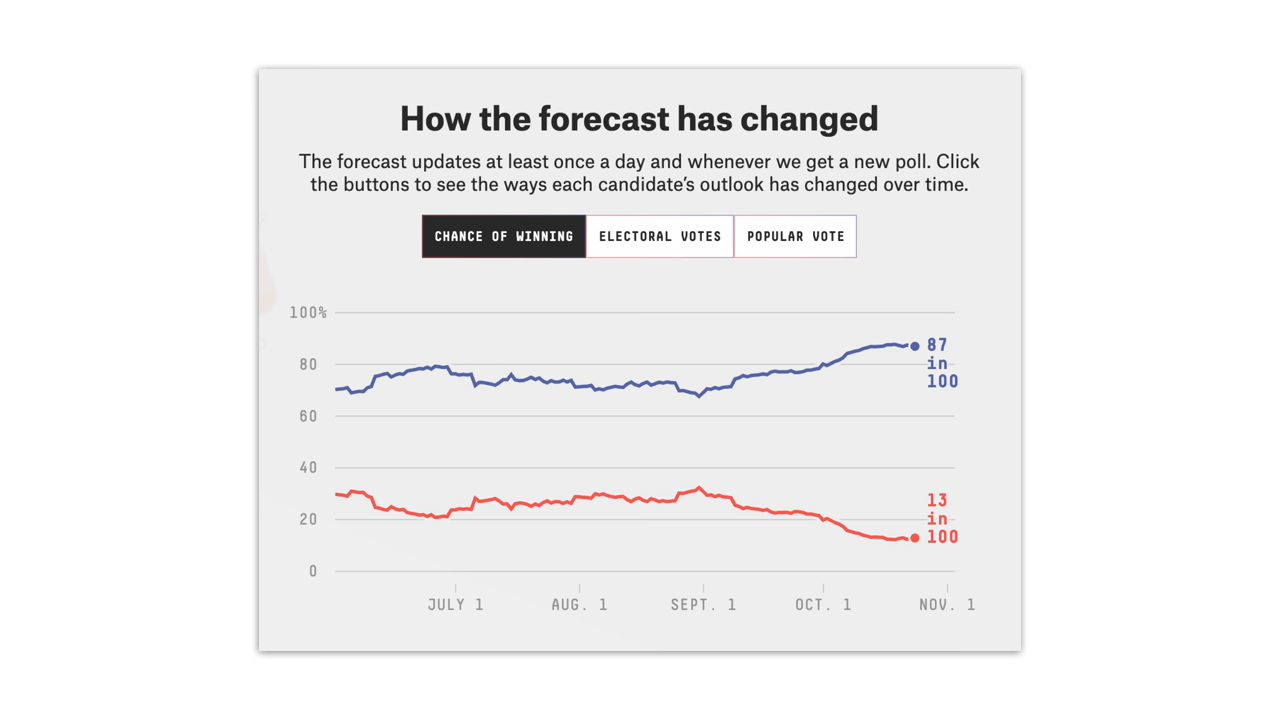 How the forecast has changed
The forecast updates at least once a day and whenever we get a new poll. Click
the buttons to see the ways each candidate’s outlook has changed over time.
CHANCE OF WINNING
ELECTORAL VOTES
POPULAR VOTE
100%
80
60
40
20
0
87
in
100
13
in
100
JULY 1
AUG. 1
SEPT. 1
OCT. 1
NOV. 1